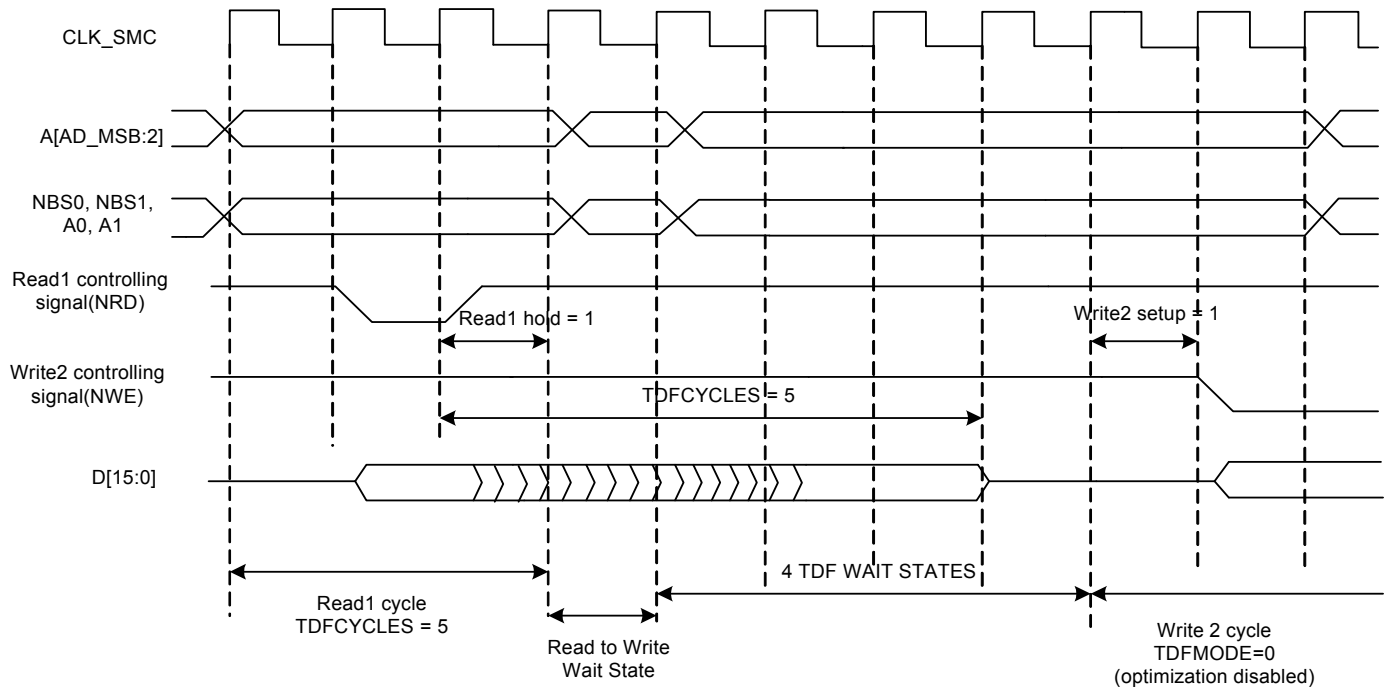 CLK_SMC
A[AD_MSB:2]
NBS0, NBS1,
A0, A1
Read1 controlling
signal(NRD)
Read1 hold = 1
Write2 setup = 1
Write2 controlling
signal(NWE)
TDFCYCLES = 5
D[15:0]
4 TDF WAIT STATES
Read1 cycle
TDFCYCLES = 5
Read to Write
Wait State
Write 2 cycle
TDFMODE=0
(optimization disabled)